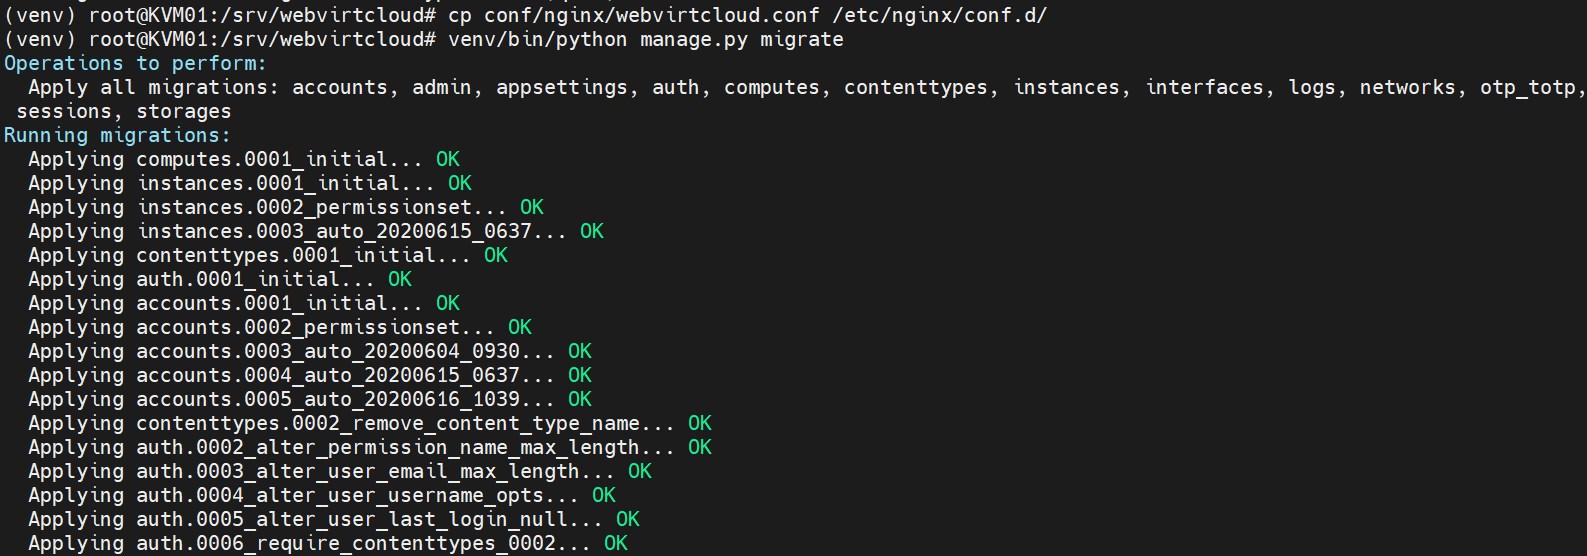 (venv) root@KVM01:/srv/webvirtcloud# cp conf/nginx/webvirtcloud.conf /etc/nginx/conf.d/
(venv) root@KVM01:/srv/webvirtcloud# venv/bin/python manage.py migrate
Operations to perform:
  Apply all migrations: accounts, admin, appsettings, auth, computes, contenttypes, instances, interfaces, logs, networks, otp_totp,
 sessions, storages
Running migrations:
  Applying computes.0001_initial... OK
  Applying instances.0001_initial... OK
  Applying instances.0002_permissionset... OK
  Applying instances.0003_auto_20200615_0637... OK
  Applying contenttypes.0001_initial... OK
  Applying auth.0001_initial... OK
  Applying accounts.0001_initial... OK
  Applying accounts.0002_permissionset... OK
  Applying accounts.0003_auto_20200604_0930... OK
  Applying accounts.0004_auto_20200615_0637... OK
  Applying accounts.0005_auto_20200616_1039... OK
  Applying contenttypes.0002_remove_content_type_name... OK
  Applying auth.0002_alter_permission_name_max_length... OK
  Applying auth.0003_alter_user_email_max_length... OK
  Applying auth.0004_alter_user_username_opts... OK
  Applying auth.0005_alter_user_last_login_null... OK
  Applying auth.0006_require_contenttypes_0002... OK